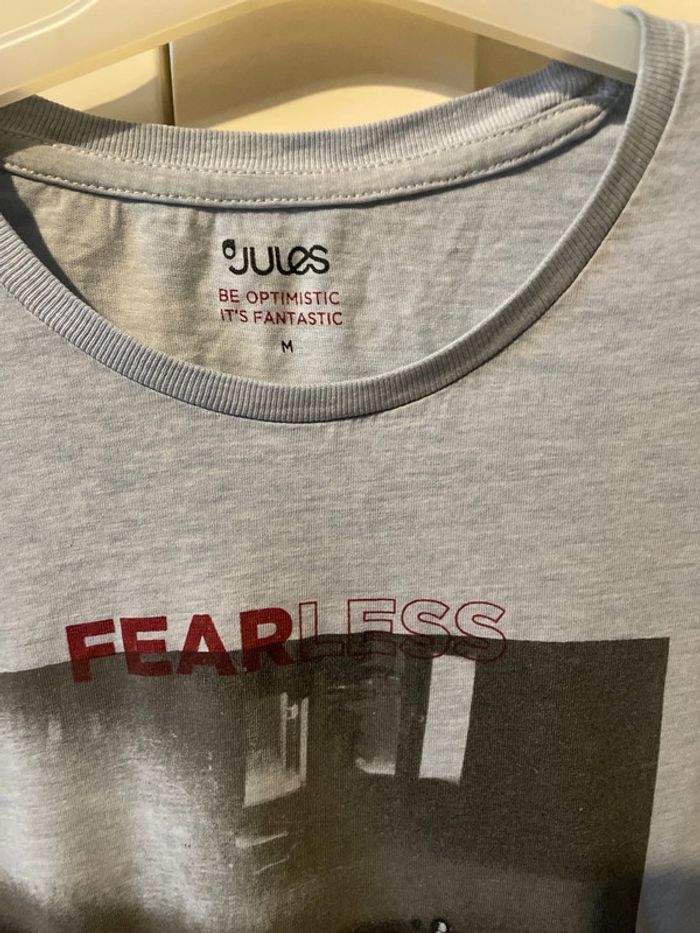 JULES
BE OPTIMISTIC
IT'S FANTASTIC
M
FEARLESS